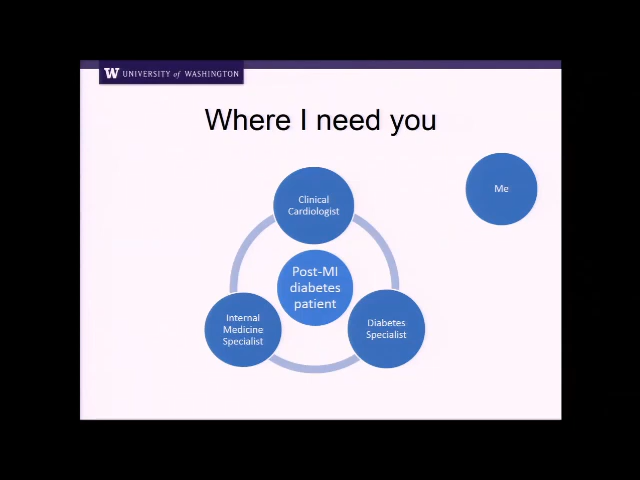 W UNIVERSITY of WASHINGTON
Where I need you
Me
Clinical
Cardiologist
Post-MI
diabetes
patient
Internal
Medicine
Specialist
Diabetes
Specialist